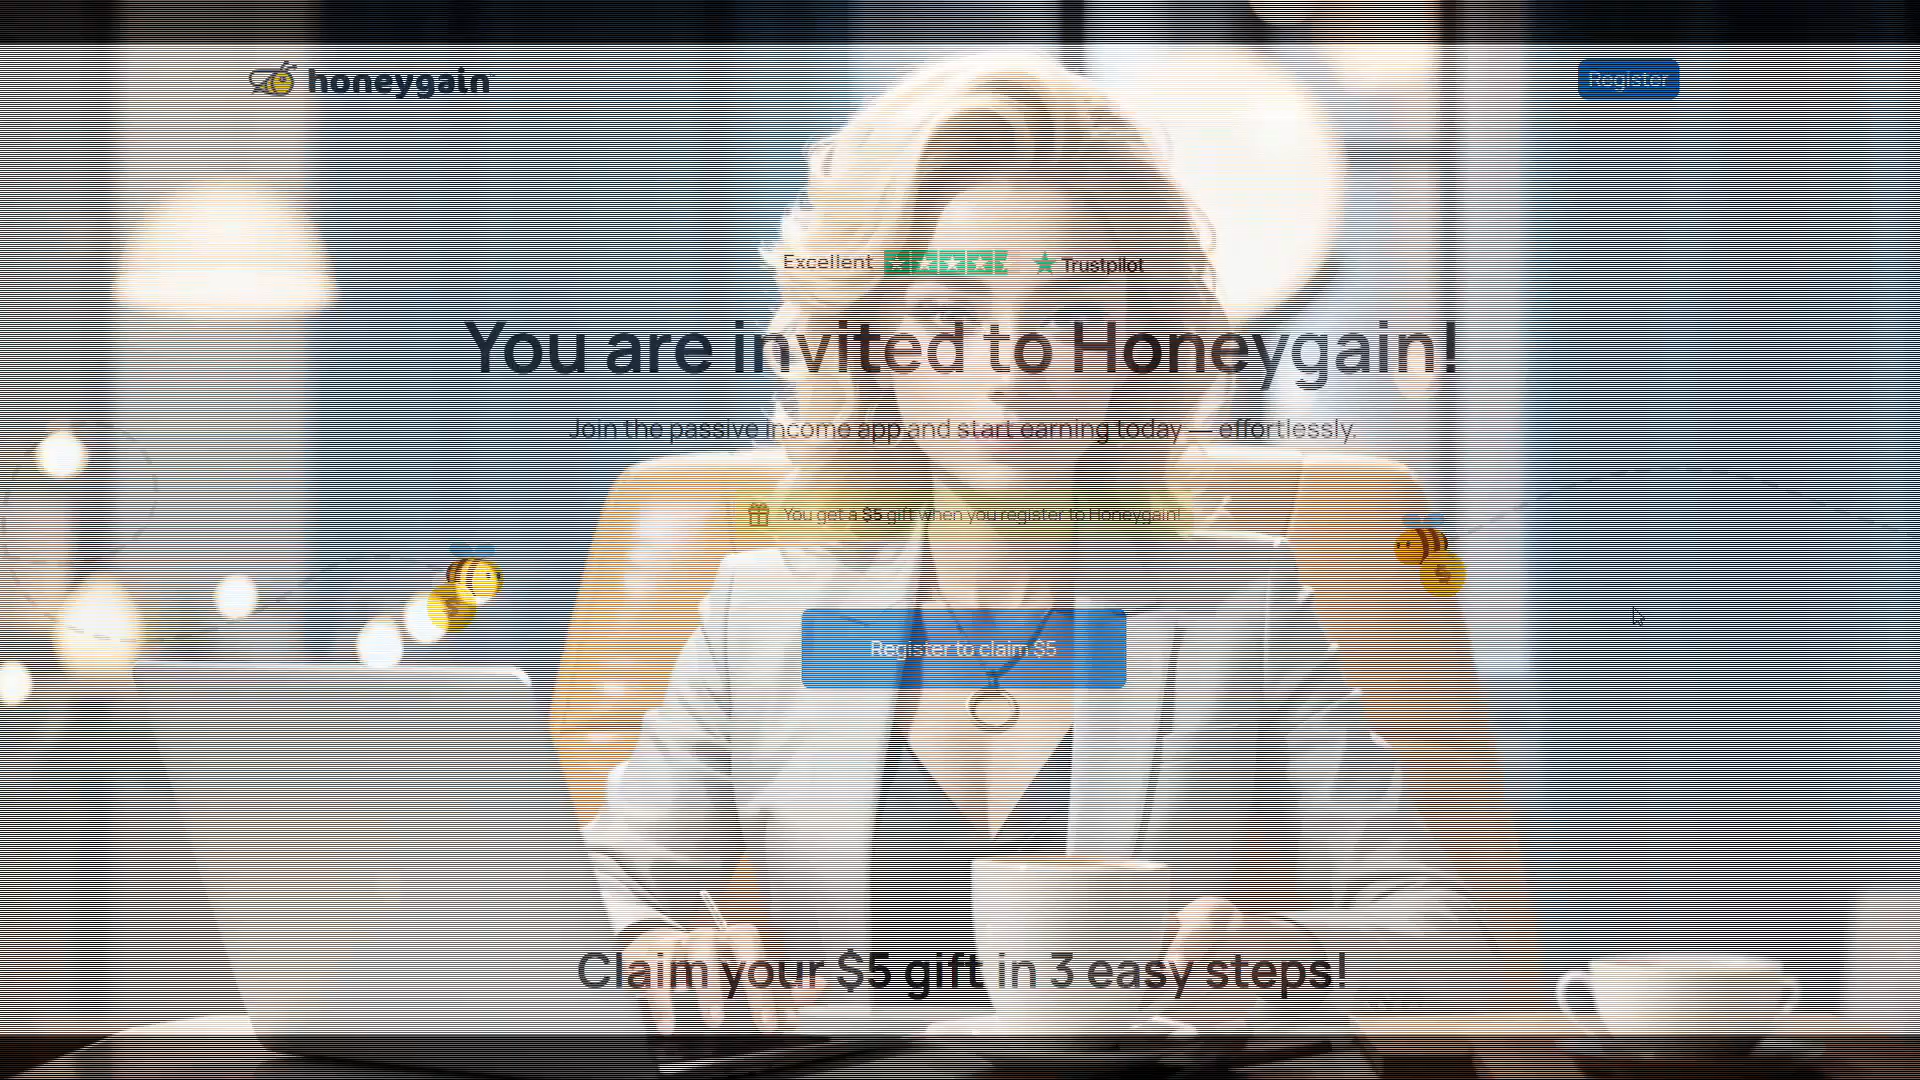 honeygain
Register
Excellent Trustpilot
You are invited to Honeygain!
Join the passive income app and start earning today — effortlessly.
You get a $5 gift when you register to Honeygain!
Register to claim $5
Claim your $5 gift in 3 easy steps!